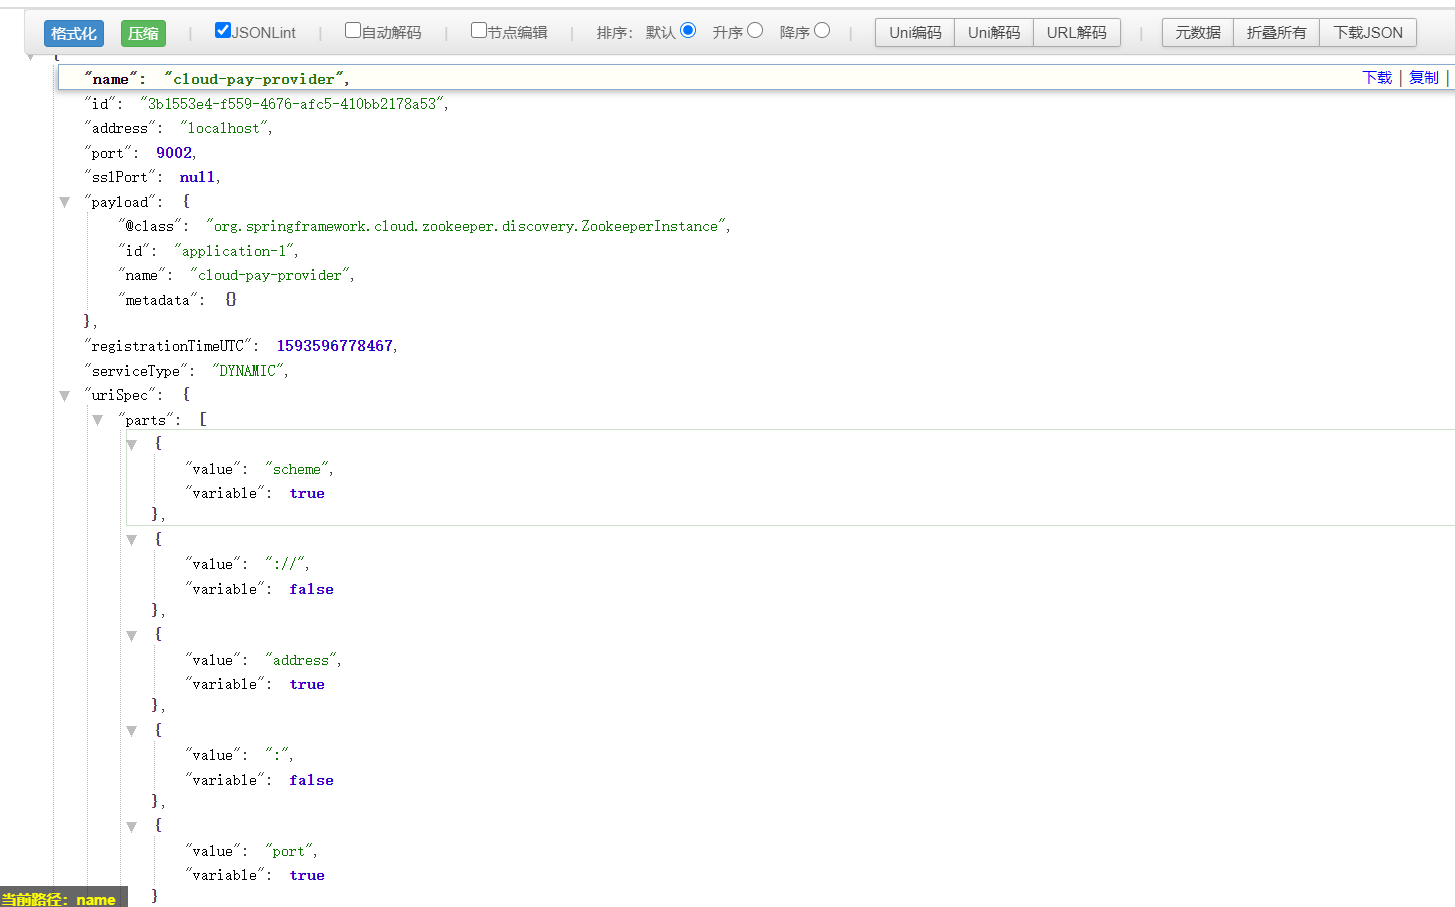 格式化 压缩 | JSONLint | 自动解码 | 节点编辑 | 排序： 默认 升序 降序 | Uni编码 Uni解码 URL解码 | 元数据 折叠所有 下载JSON
{
"name": "cloud-pay-provider", 下载 | 复制 |
"id": "3b1553e4-f559-4676-afc5-410bb2178a53",
"address": "localhost",
"port": 9002,
"sslPort": null,
"payload": {
"@class": "org.springframework.cloud.zookeeper.discovery.ZookeeperInstance",
"id": "application-1",
"name": "cloud-pay-provider",
"metadata": {}
},
"registrationTimeUTC": 1593596778467,
"serviceType": "DYNAMIC",
"uriSpec": {
"parts": [
{
"value": "scheme",
"variable": true
},
{
"value": "://",
"variable": false
},
{
"value": "address",
"variable": true
},
{
"value": ":",
"variable": false
},
{
"value": "port",
"variable": true
}
当前路径：name